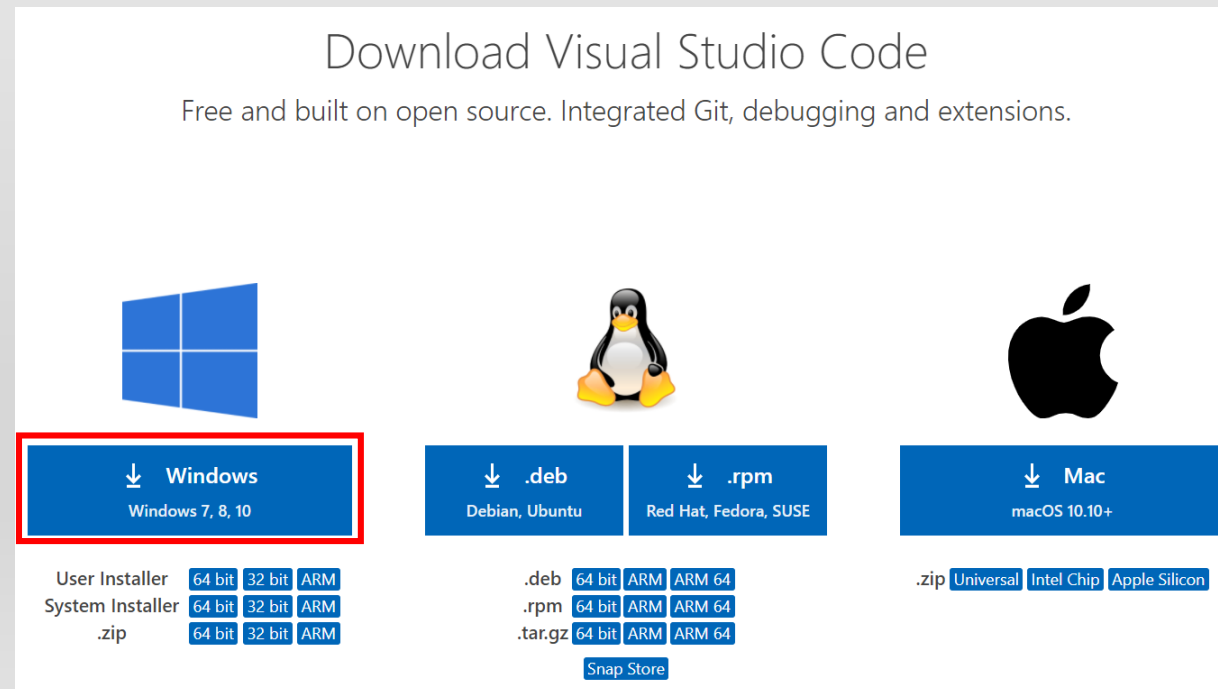 Download Visual Studio Code
Free and built on open source. Integrated Git, debugging and extensions.
Windows
Windows 7, 8, 10
User Installer 64 bit 32 bit ARM
System Installer 64 bit 32 bit ARM
.zip 64 bit 32 bit ARM
.deb
Debian, Ubuntu
.rpm
Red Hat, Fedora, SUSE
.deb 64 bit ARM ARM 64
.rpm 64 bit ARM ARM 64
.tar.gz 64 bit ARM ARM 64
Snap Store
Mac
macOS 10.10+
.zip Universal Intel Chip Apple Silicon